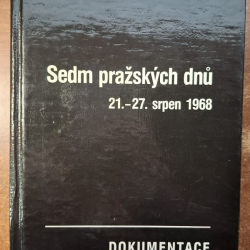 Sedm pražských dnů
21.–27. srpen 1968
DOKUMENTACE